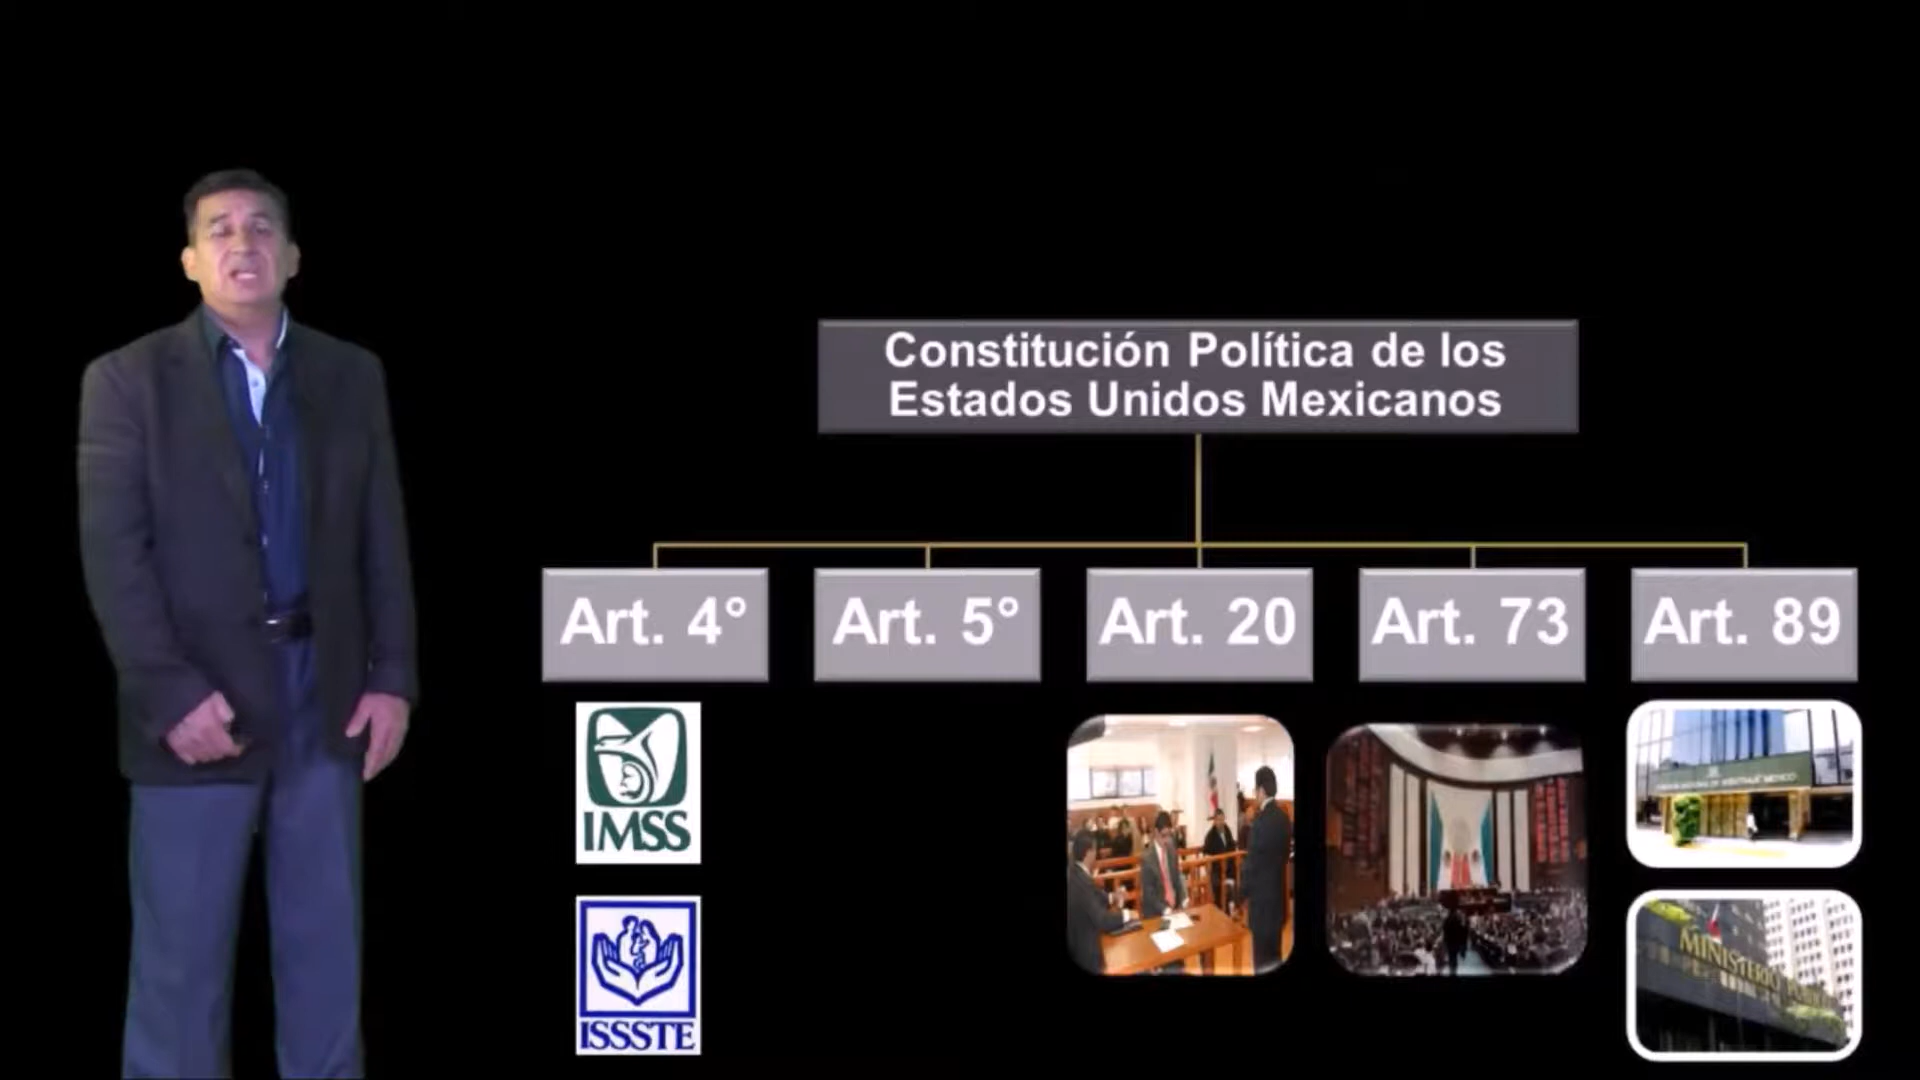 Constitución Política de los
Estados Unidos Mexicanos
Art. 4°
Art. 5°
Art. 20
Art. 73
Art. 89
IMSS
ISSSTE
MINISTERIO